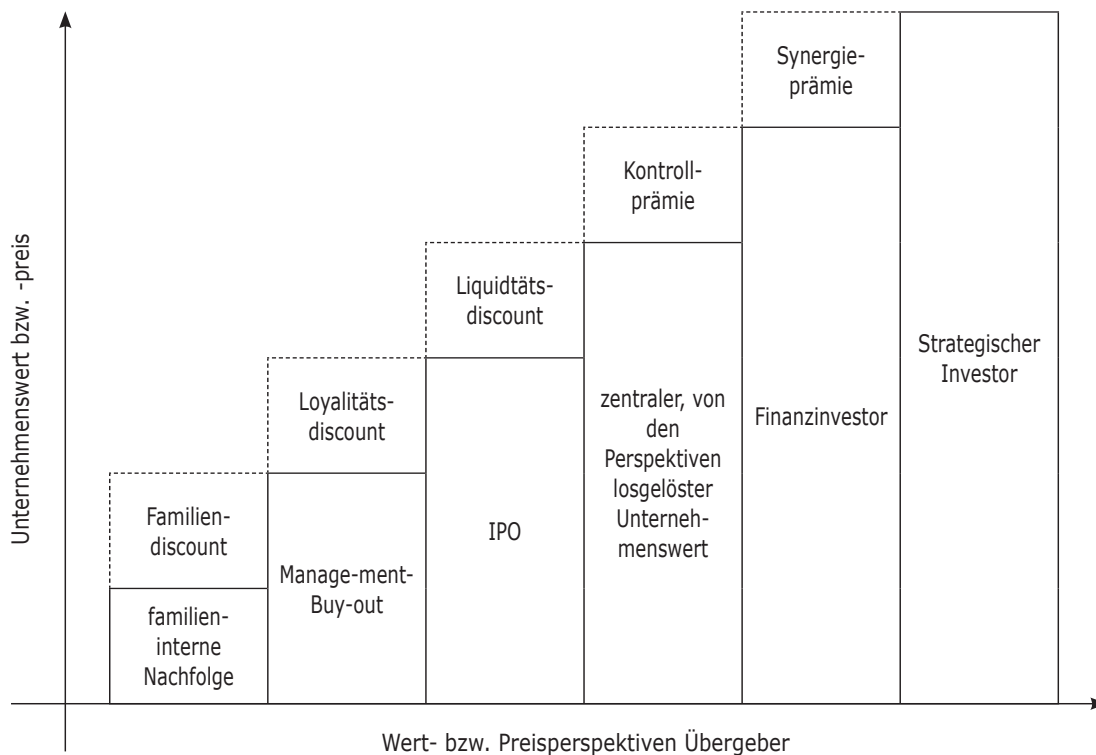 Synergie-
prämie
Kontroll-
prämie
Liquidtäts-
discount
Loyalitäts-
discount
Familien-
discount
Strategischer
Investor
Finanzinvestor
zentraler, von
den
Perspektiven
losgelöster
Unterneh-
menswert
IPO
Manage-ment-
Buy-out
familien-
interne
Nachfolge
Unternehmenswert bzw. -preis
Wert- bzw. Preisperspektiven Übergeber